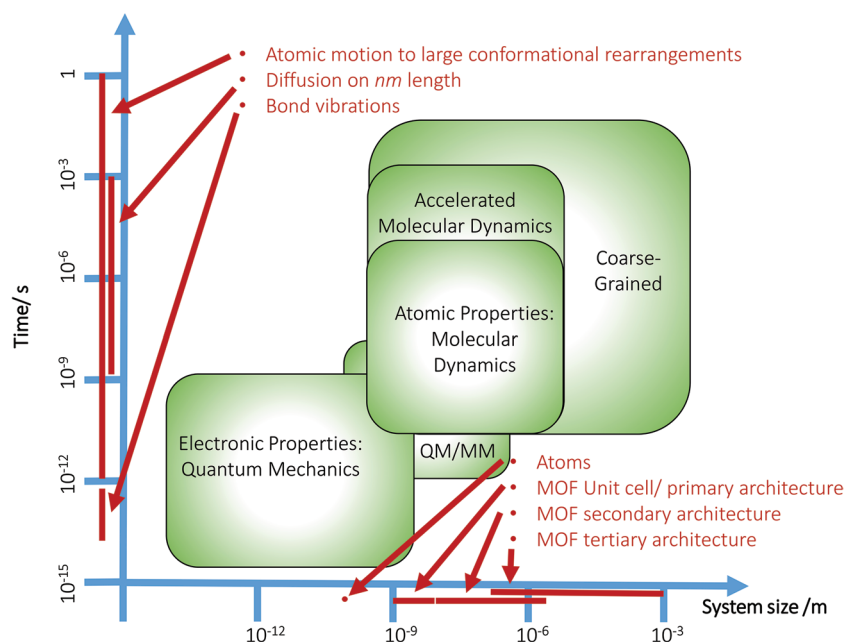 • Atomic motion to large conformational rearrangements
• Diffusion on nm length
• Bond vibrations
Time/ s
1
10-3
10-6
10-9
10-12
10-15
Accelerated
Molecular Dynamics
Coarse-
Grained
Atomic Properties:
Molecular
Dynamics
Electronic Properties:
Quantum Mechanics
QM/MM
• Atoms
• MOF Unit cell/ primary architecture
• MOF secondary architecture
• MOF tertiary architecture
System size /m
10-12
10-9
10-6
10-3